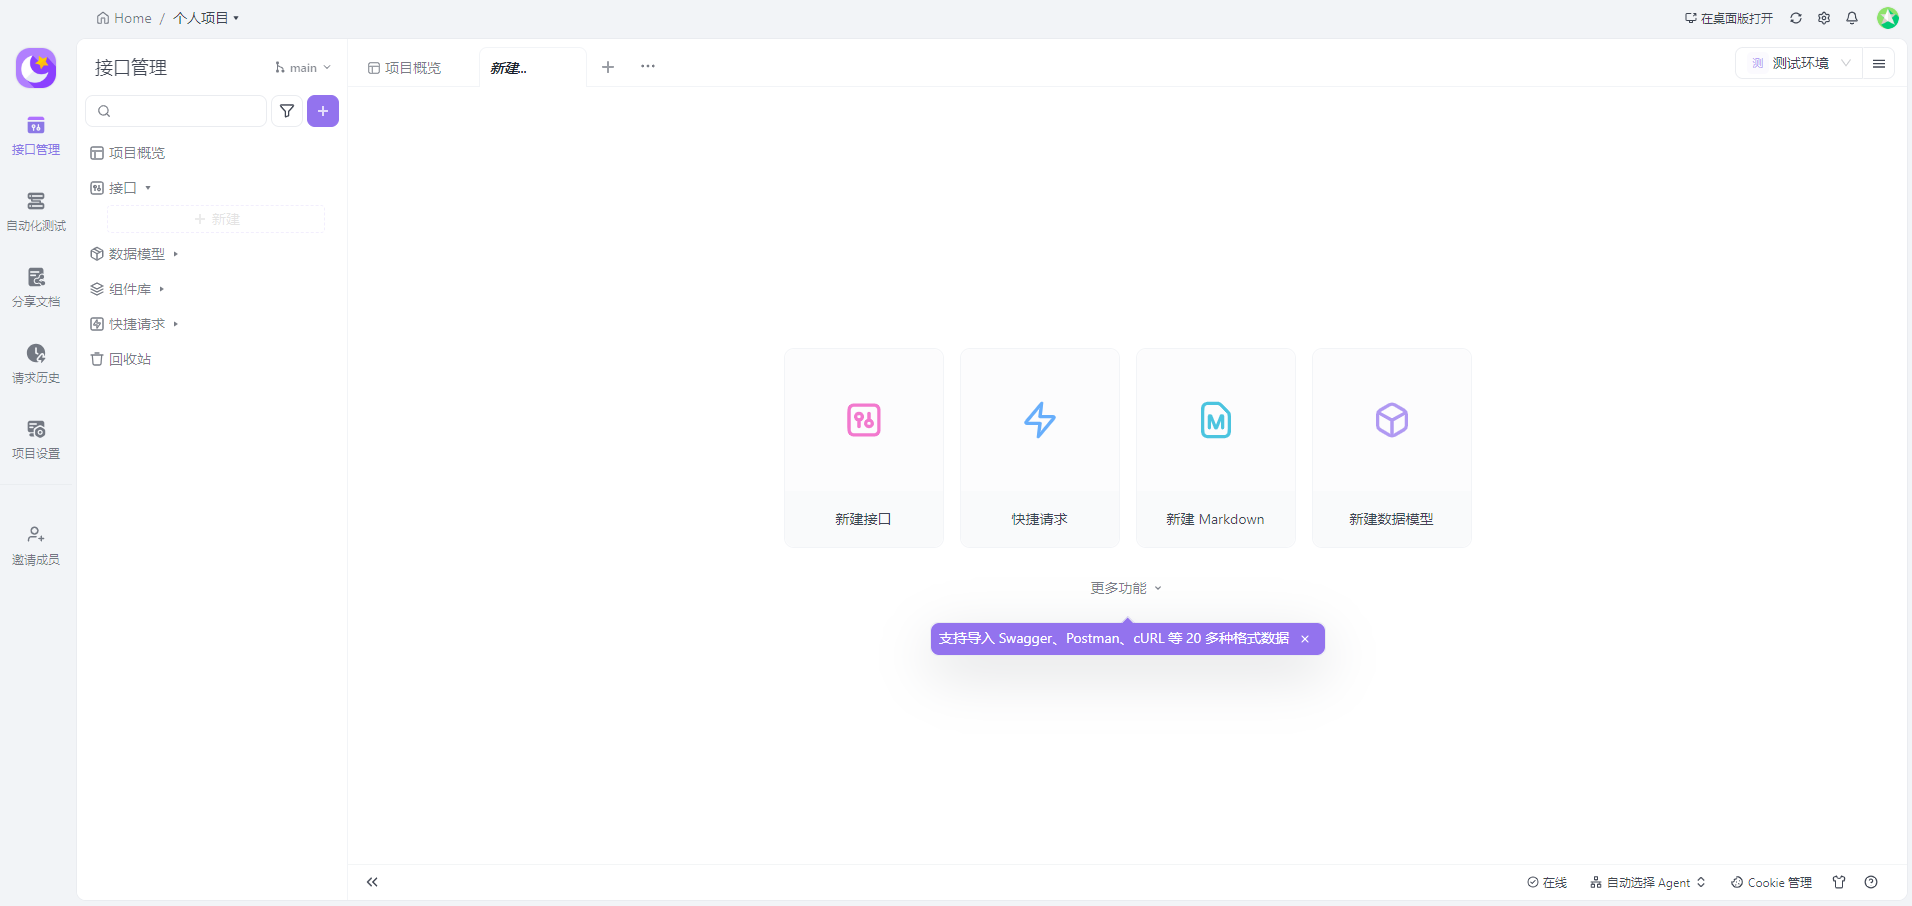 Home / 个人项目
在桌面版打开
接口管理
自动化测试
分享文档
请求历史
项目设置
邀请成员
接口管理
main
项目概览
接口
+ 新建
数据模型
组件库
快捷请求
回收站
项目概览
新建...
测 测试环境
新建接口
快捷请求
M
新建 Markdown
新建数据模型
更多功能
支持导入 Swagger、Postman、cURL 等 20 多种格式数据
在线
自动选择 Agent
Cookie 管理